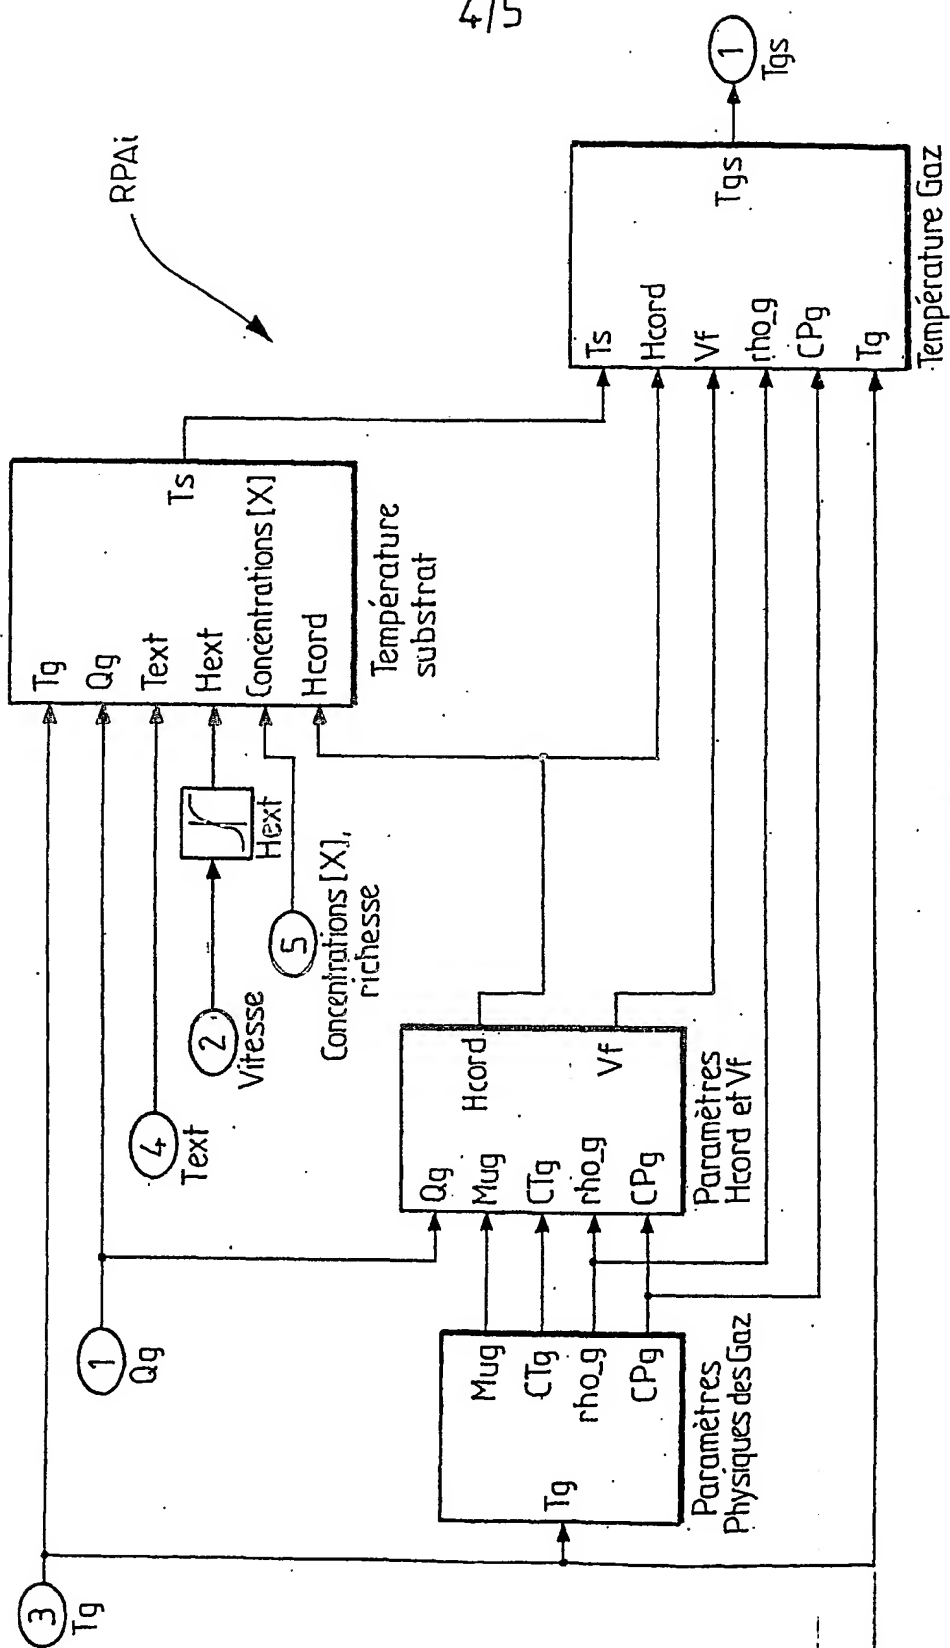 4/5
RPAi
3
Tg
1
Qg
4
Text
2
Vitesse
Hext
5
Concentrations [X],
richesse
Tg
Qg
Text
Hext
Concentrations [X]
Hcord
Ts
Température
substrat
Tg
Mug
CTg
rho_g
CPg
Paramètres
Physiques des Gaz
Qg
Mug
CTg
rho_g
CPg
Hcord
Vf
Paramètres
Hcord et Vf
Ts
Hcord
Vf
rho_g
CPg
Tg
Tgs
Température Gaz
1
Tgs